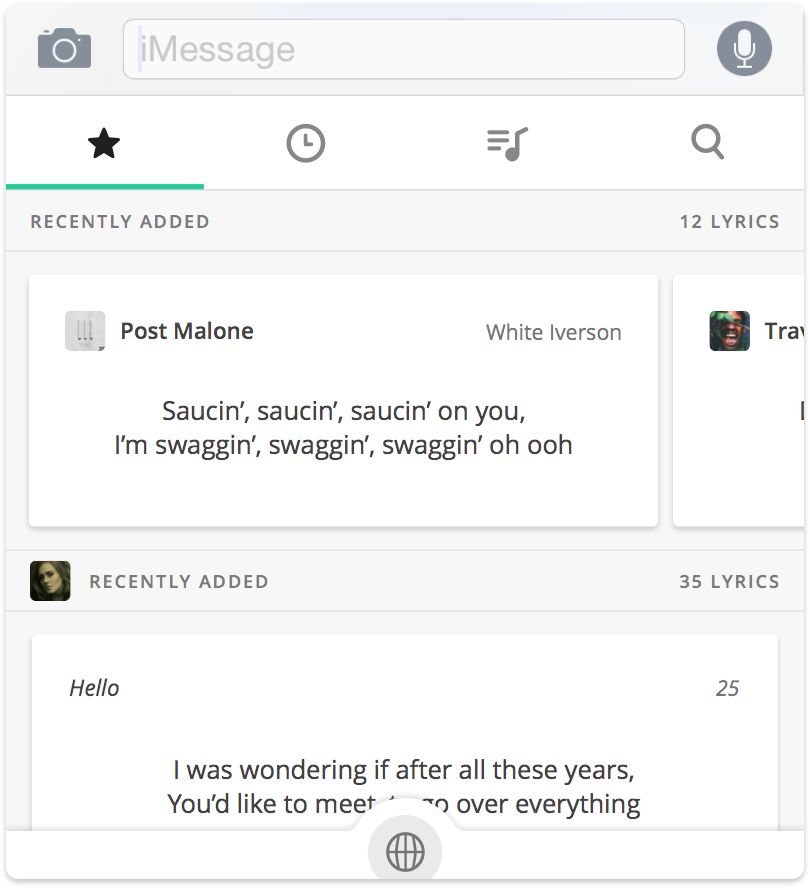 iMessage
RECENTLY ADDED 12 LYRICS
Post Malone White Iverson
Saucin’, saucin’, saucin’ on you,
I’m swaggin’, swaggin’, swaggin’ oh ooh
RECENTLY ADDED 35 LYRICS
Hello 25
I was wondering if after all these years,
You’d like to meet, to go over everything